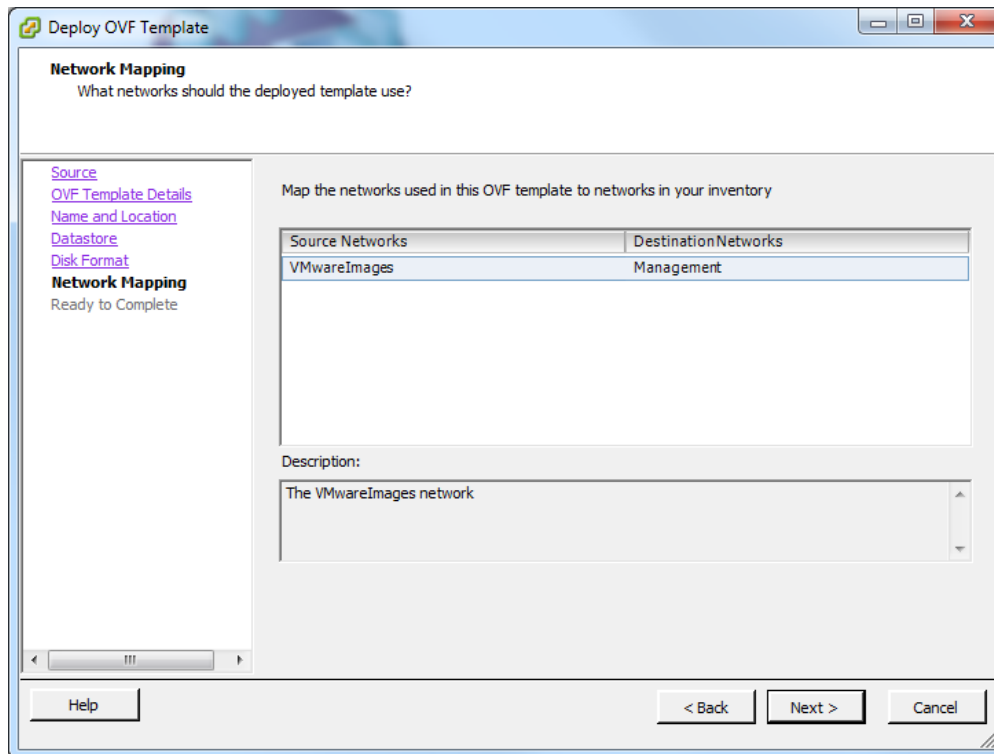 Deploy OVF Template
Network Mapping
What networks should the deployed template use?
Source
OVF Template Details
Name and Location
Datastore
Disk Format
Network Mapping
Ready to Complete
Map the networks used in this OVF template to networks in your inventory
Source Networks DestinationNetworks
VMwareImages Management
Description:
The VMwareImages network
Help < Back Next > Cancel